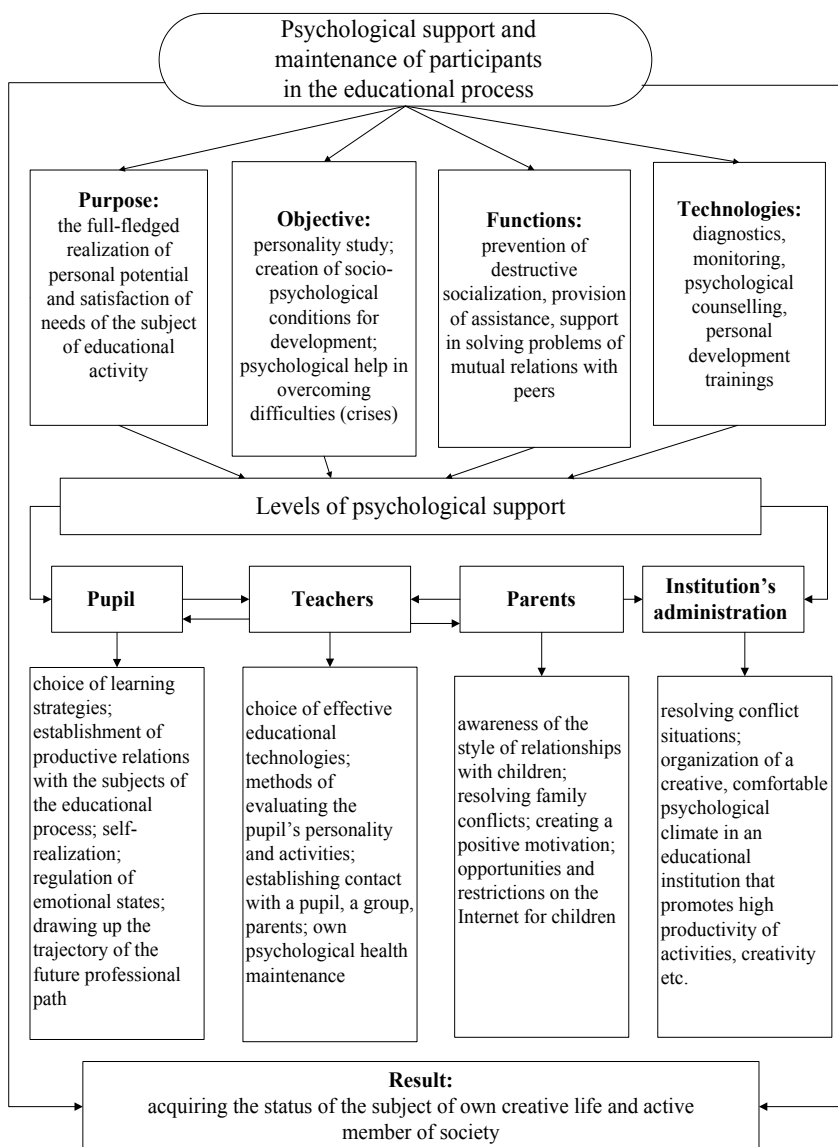 Psychological support and
maintenance of participants
in the educational process
Purpose:
the full-fledged
realization of
personal potential
and satisfaction of
needs of the subject
of educational
activity
Objective:
personality study;
creation of socio-
psychological
conditions for
development;
psychological help in
overcoming
difficulties (crises)
Functions:
prevention of
destructive
socialization, provision
of assistance, support
in solving problems of
mutual relations with
peers
Technologies:
diagnostics,
monitoring,
psychological
counselling,
personal
development
trainings
Levels of psychological support
Pupil
Teachers
Parents
Institution’s
administration
choice of learning
strategies;
establishment of
productive relations
with the subjects of
the educational
process; self-
realization;
regulation of
emotional states;
drawing up the
trajectory of the
future professional
path
choice of effective
educational
technologies;
methods of
evaluating the
pupil’s personality
and activities;
establishing contact
with a pupil, a group,
parents; own
psychological health
maintenance
awareness of the
style of relationships
with children;
resolving family
conflicts; creating a
positive motivation;
opportunities and
restrictions on the
Internet for children
resolving conflict
situations;
organization of a
creative, comfortable
psychological
climate in an
educational
institution that
promotes high
productivity of
activities, creativity
etc.
Result:
acquiring the status of the subject of own creative life and active
member of society